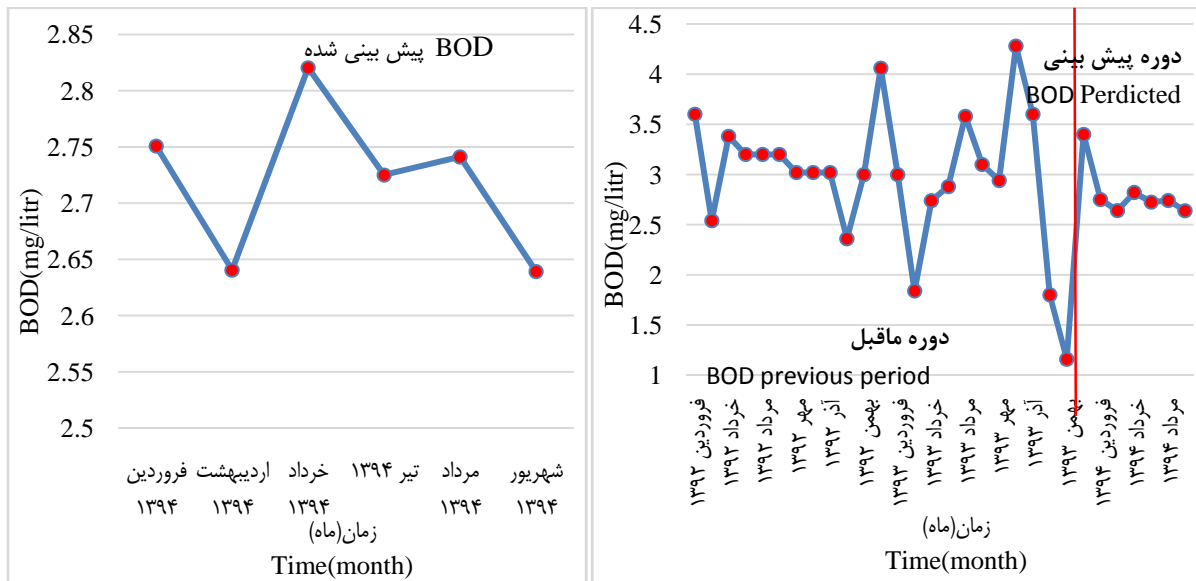 BOD پیش بینی شده
2.85
2.8
2.75
2.7
2.65
2.6
2.55
2.5
BOD(mg/litr)
فروردین ۱۳۹۴
اردیبهشت ۱۳۹۴
خرداد ۱۳۹۴
تیر ۱۳۹۴
مرداد ۱۳۹۴
شهریور ۱۳۹۴
زمان(ماه)
Time(month)
4.5
4
3.5
3
2.5
2
1.5
1
BOD(mg/litr)
دوره پیش بینی
BOD Perdicted
دوره ماقبل
BOD previous period
فروردین ۱۳۹۲
خرداد ۱۳۹۲
مرداد ۱۳۹۲
مهر ۱۳۹۲
آذر ۱۳۹۲
بهمن ۱۳۹۲
فروردین ۱۳۹۳
خرداد ۱۳۹۳
مرداد ۱۳۹۳
مهر ۱۳۹۳
آذر ۱۳۹۳
بهمن ۱۳۹۳
فروردین ۱۳۹۴
خرداد ۱۳۹۴
مرداد ۱۳۹۴
زمان(ماه)
Time(month)